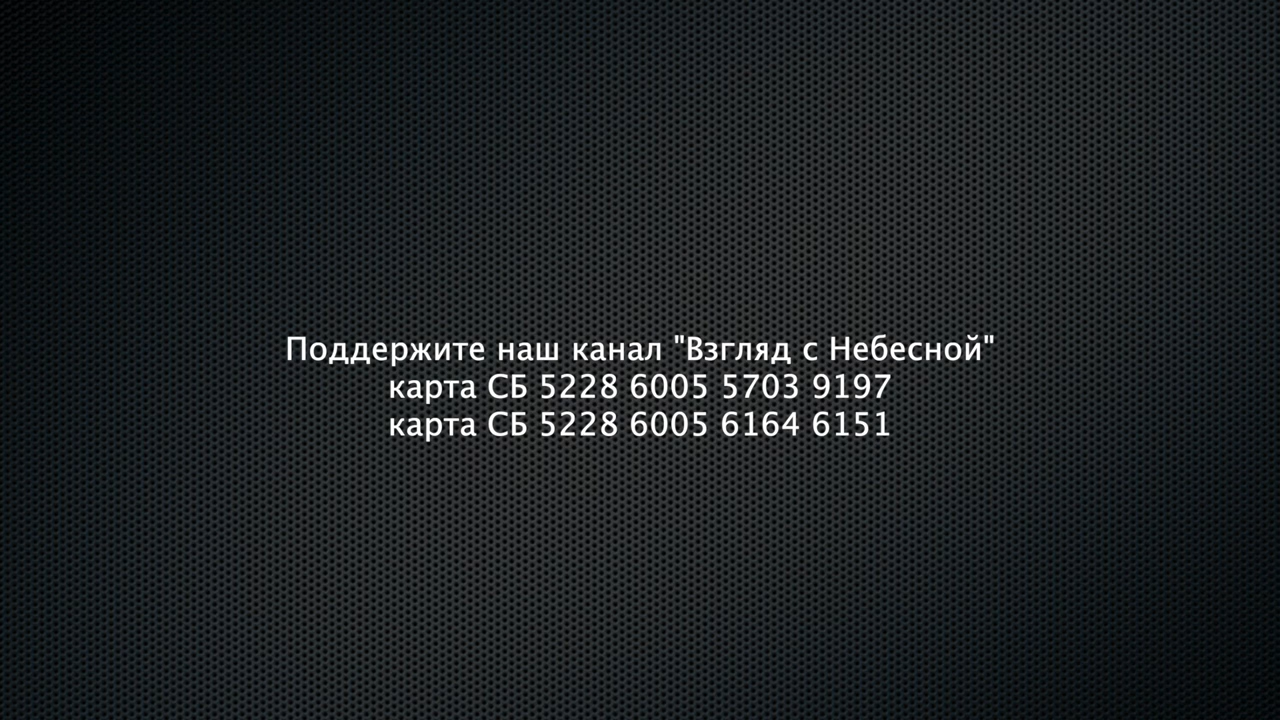 Поддержите наш канал "Взгляд с Небесной"
карта СБ 5228 6005 5703 9197
карта СБ 5228 6005 6164 6151